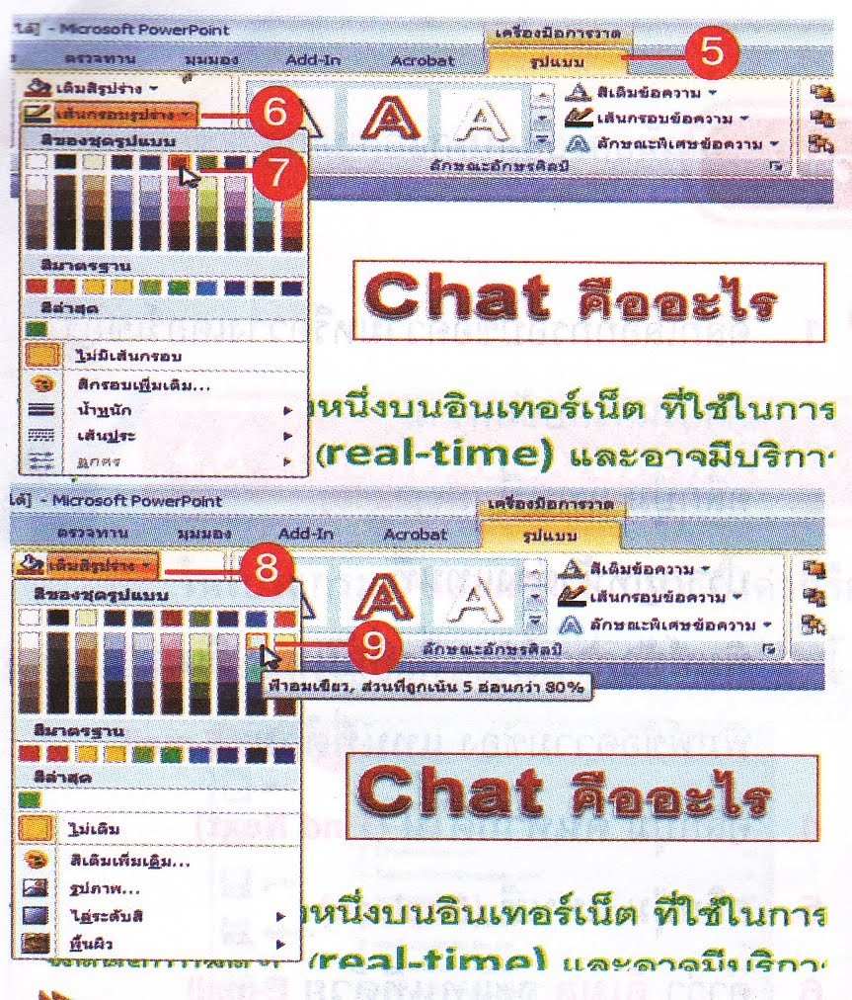 ได้] - Microsoft PowerPoint
เครื่องมือการวาด
ตรวจทาน มุมมอง Add-In Acrobat รูปแบบ 5
เติมสีรูปร่าง
เส้นกรอบรูปร่าง 6
สีของชุดรูปแบบ
7
สีมาตรฐาน
สีล่าสุด
ไม่มีเส้นกรอบ
สีกรอบเพิ่มเติม...
น้ำหนัก
เส้นประ
ลูกศร
A A A
สีเติมข้อความ
เส้นกรอบข้อความ
ลักษณะพิเศษข้อความ
ลักษณะอักษรศิลป์
Chat คืออะไร
หนึ่งบนอินเทอร์เน็ต ที่ใช้ในการ
(real-time) และอาจมีบริกา
ได้] - Microsoft PowerPoint
เครื่องมือการวาด
ตรวจทาน มุมมอง Add-In Acrobat รูปแบบ
เติมสีรูปร่าง 8
สีของชุดรูปแบบ
9
ฟ้าอมเขียว, ส่วนที่ถูกเน้น 5 อ่อนกว่า 80%
สีมาตรฐาน
สีล่าสุด
ไม่เติม
สีเติมเพิ่มเติม...
รูปภาพ...
ไล่ระดับสี
พื้นผิว
A A A
สีเติมข้อความ
เส้นกรอบข้อความ
ลักษณะพิเศษข้อความ
ลักษณะอักษรศิลป์
Chat คืออะไร
หนึ่งบนอินเทอร์เน็ต ที่ใช้ในการ
(real-time) และอาจมีบริกา